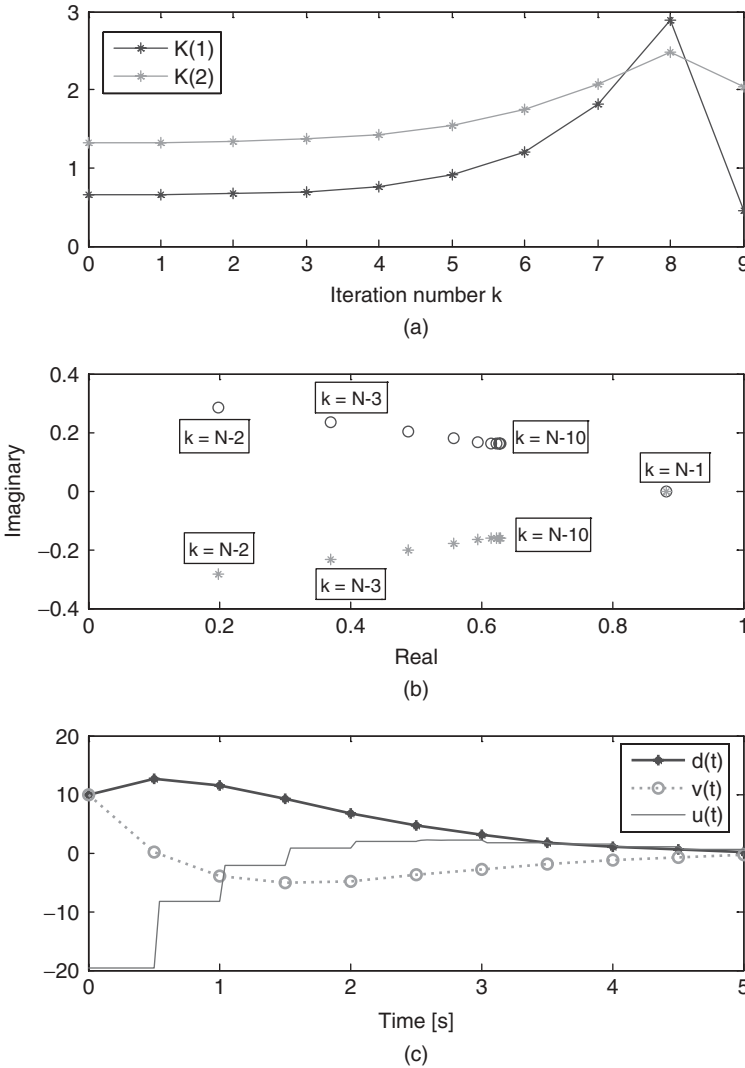 3
2
1
0
K(1)
K(2)
0 1 2 3 4 5 6 7 8 9
Iteration number k
(a)
0.4
0.2
0
−0.2
−0.4
Imaginary
k = N-3
k = N-2
k = N-10
k = N-1
k = N-2
k = N-10
k = N-3
0 0.2 0.4 0.6 0.8 1
Real
(b)
20
10
0
−10
−20
d(t)
v(t)
u(t)
0 1 2 3 4 5
Time [s]
(c)